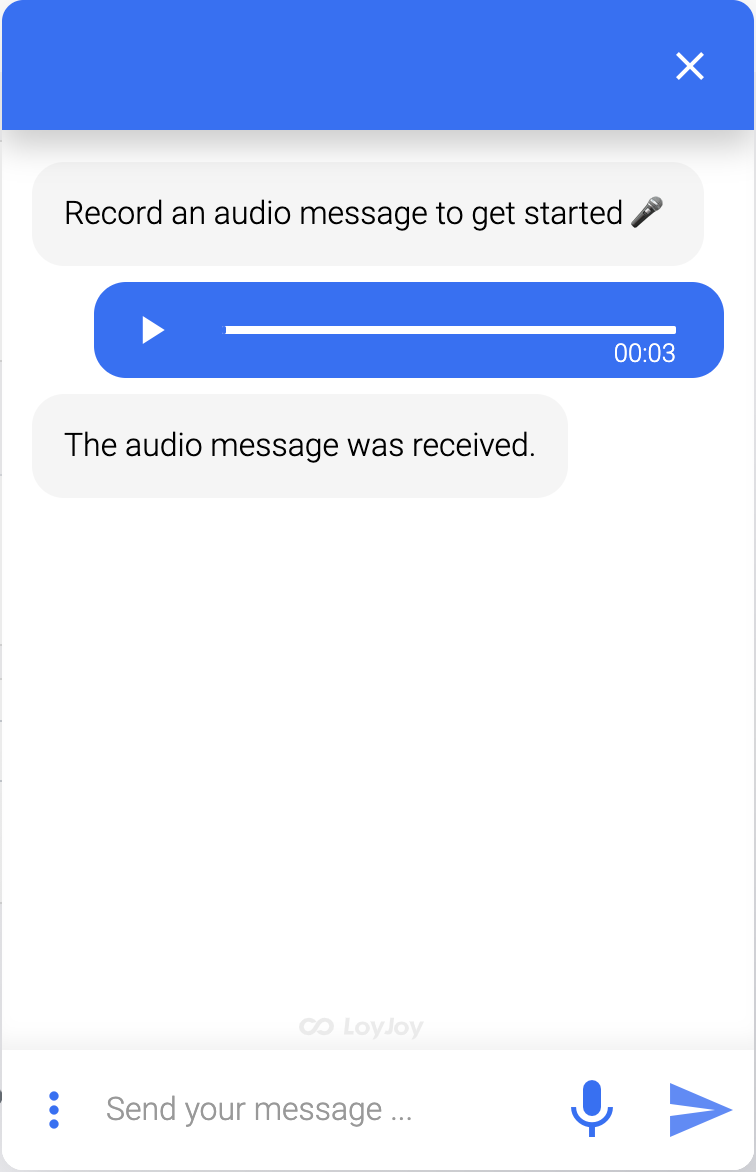 Record an audio message to get started 🎤
00:03
The audio message was received.
LoyJoy
Send your message ...